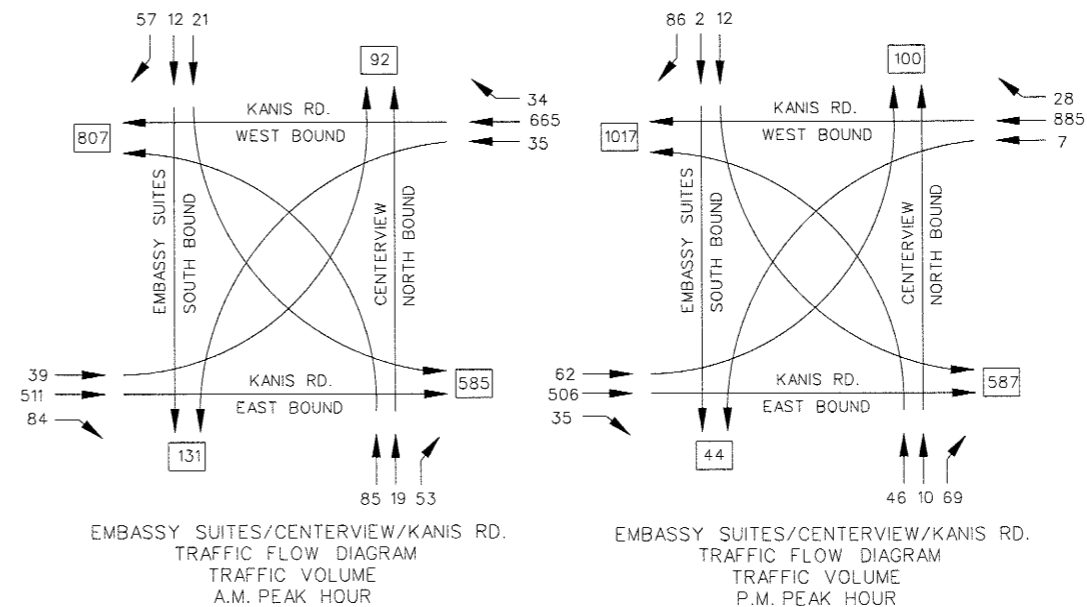 57 12 21
92
34
KANIS RD.
665
807
WEST BOUND
35
EMBASSY SUITES
SOUTH BOUND
CENTERVIEW
NORTH BOUND
39
511
KANIS RD.
585
84
EAST BOUND
131
85 19 53
EMBASSY SUITES/CENTERVIEW/KANIS RD.
TRAFFIC FLOW DIAGRAM
TRAFFIC VOLUME
A.M. PEAK HOUR
86 2 12
100
28
KANIS RD.
885
1017
WEST BOUND
7
EMBASSY SUITES
SOUTH BOUND
CENTERVIEW
NORTH BOUND
62
506
KANIS RD.
587
35
EAST BOUND
44
46 10 69
EMBASSY SUITES/CENTERVIEW/KANIS RD.
TRAFFIC FLOW DIAGRAM
TRAFFIC VOLUME
P.M. PEAK HOUR